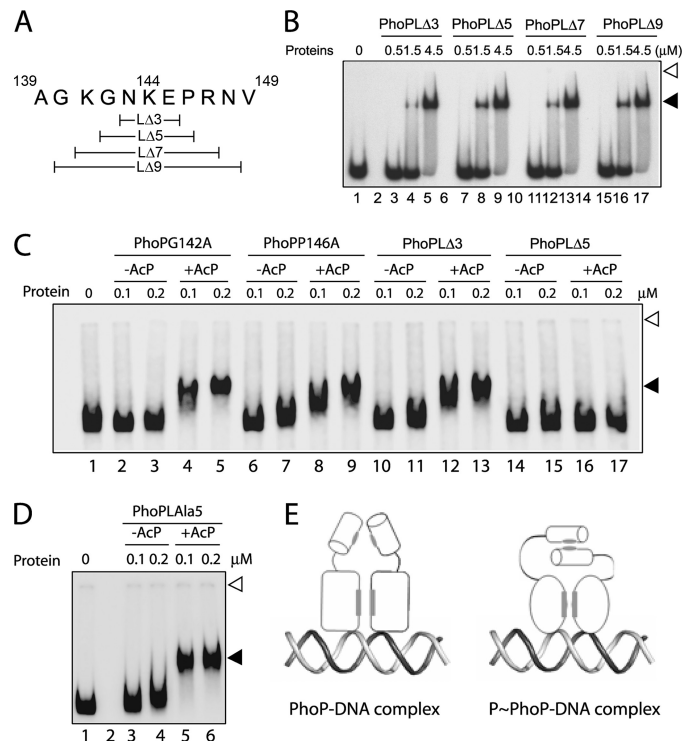 A
139 144 149
A G K G N K E P R N V
LΔ3
LΔ5
LΔ7
LΔ9
B
PhoPLΔ3 PhoPLΔ5 PhoPLΔ7 PhoPLΔ9
Proteins 0 0.51.5 4.5 0.51.5 4.5 0.51.54.5 0.51.54.5 (μM)
1 2 3 4 5 6 7 8 9 10 11 12 13 14 15 16 17
C
PhoPG142A PhoPP146A PhoPLΔ3 PhoPLΔ5
-AcP +AcP -AcP +AcP -AcP +AcP -AcP +AcP
Protein 0 0.1 0.2 0.1 0.2 0.1 0.2 0.1 0.2 0.1 0.2 0.1 0.2 0.1 0.2 0.1 0.2 μM
1 2 3 4 5 6 7 8 9 10 11 12 13 14 15 16 17
D
PhoPLAla5
-AcP +AcP
Protein 0 0.1 0.2 0.1 0.2 μM
1 2 3 4 5 6
E
PhoP-DNA complex P~PhoP-DNA complex